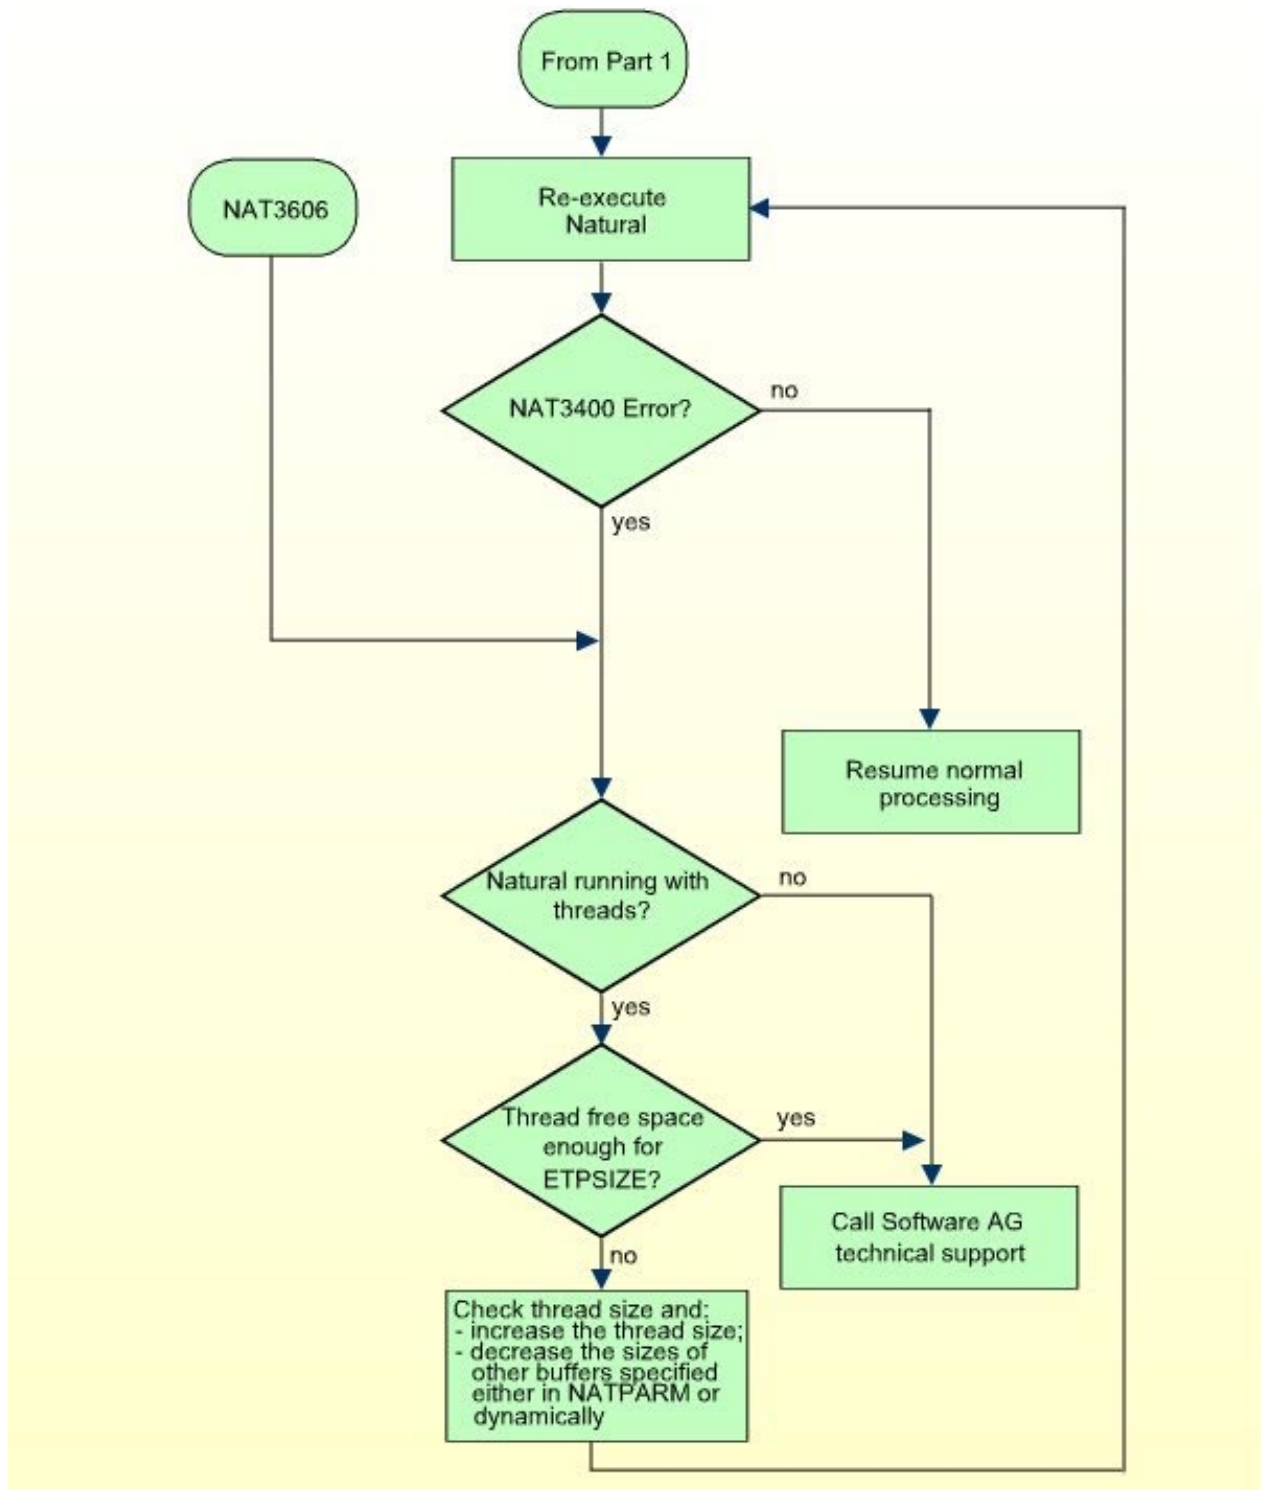 From Part 1
NAT3606
Re-execute
Natural
NAT3400 Error?
no
yes
Resume normal
processing
Natural running with
threads?
no
yes
Thread free space
enough for
ETPSIZE?
yes
no
Call Software AG
technical support
Check thread size and:
- increase the thread size;
- decrease the sizes of
other buffers specified
either in NATPARM or
dynamically